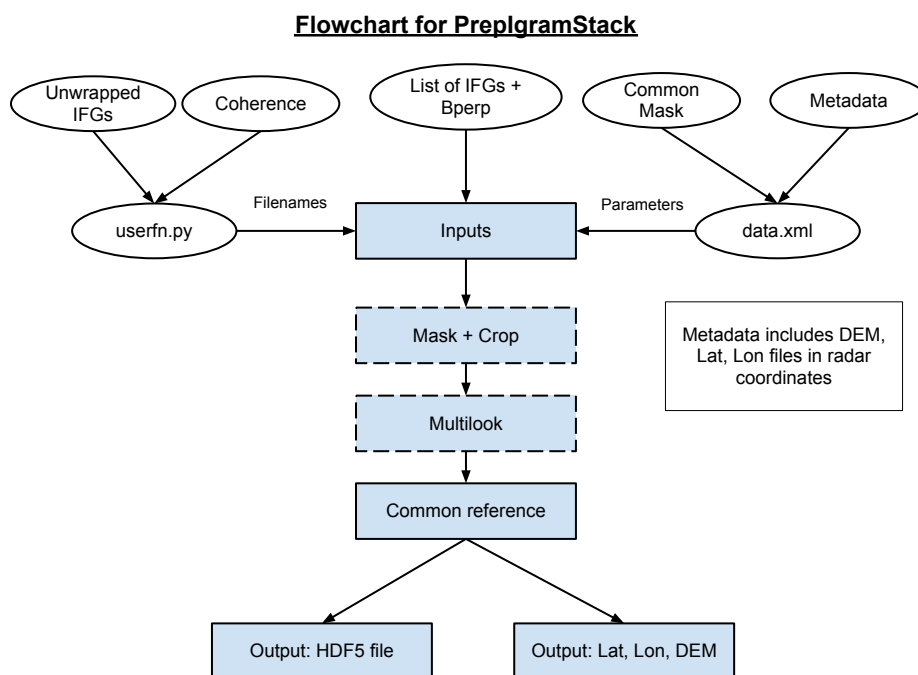 Flowchart for PrepIgramStack
Unwrapped
IFGs
Coherence
List of IFGs +
Bperp
Common
Mask
Metadata
userfn.py
Filenames
Inputs
Parameters
data.xml
Mask + Crop
Metadata includes DEM,
Lat, Lon files in radar
coordinates
Multilook
Common reference
Output: HDF5 file
Output: Lat, Lon, DEM